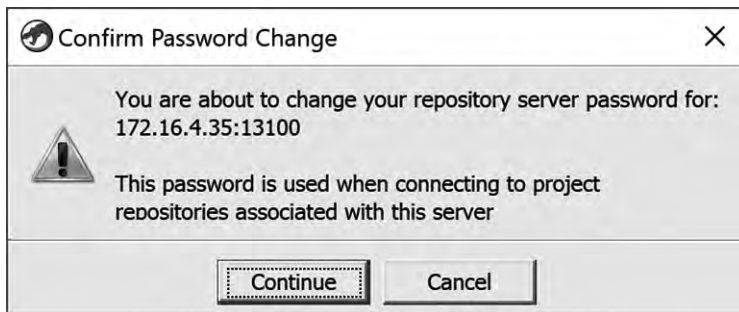 Confirm Password Change
You are about to change your repository server password for:
172.16.4.35:13100
This password is used when connecting to project
repositories associated with this server
Continue
Cancel